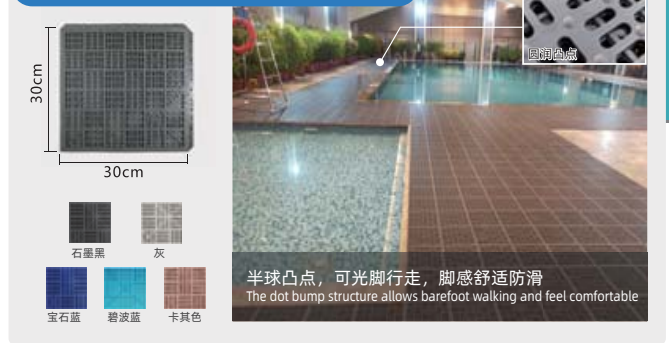 圆润凸点
30cm
30cm
石墨黑
灰
宝石蓝
碧波蓝
卡其色
半球凸点，可光脚行走，脚感舒适防滑
The dot bump structure allows barefoot walking and feel comfortable